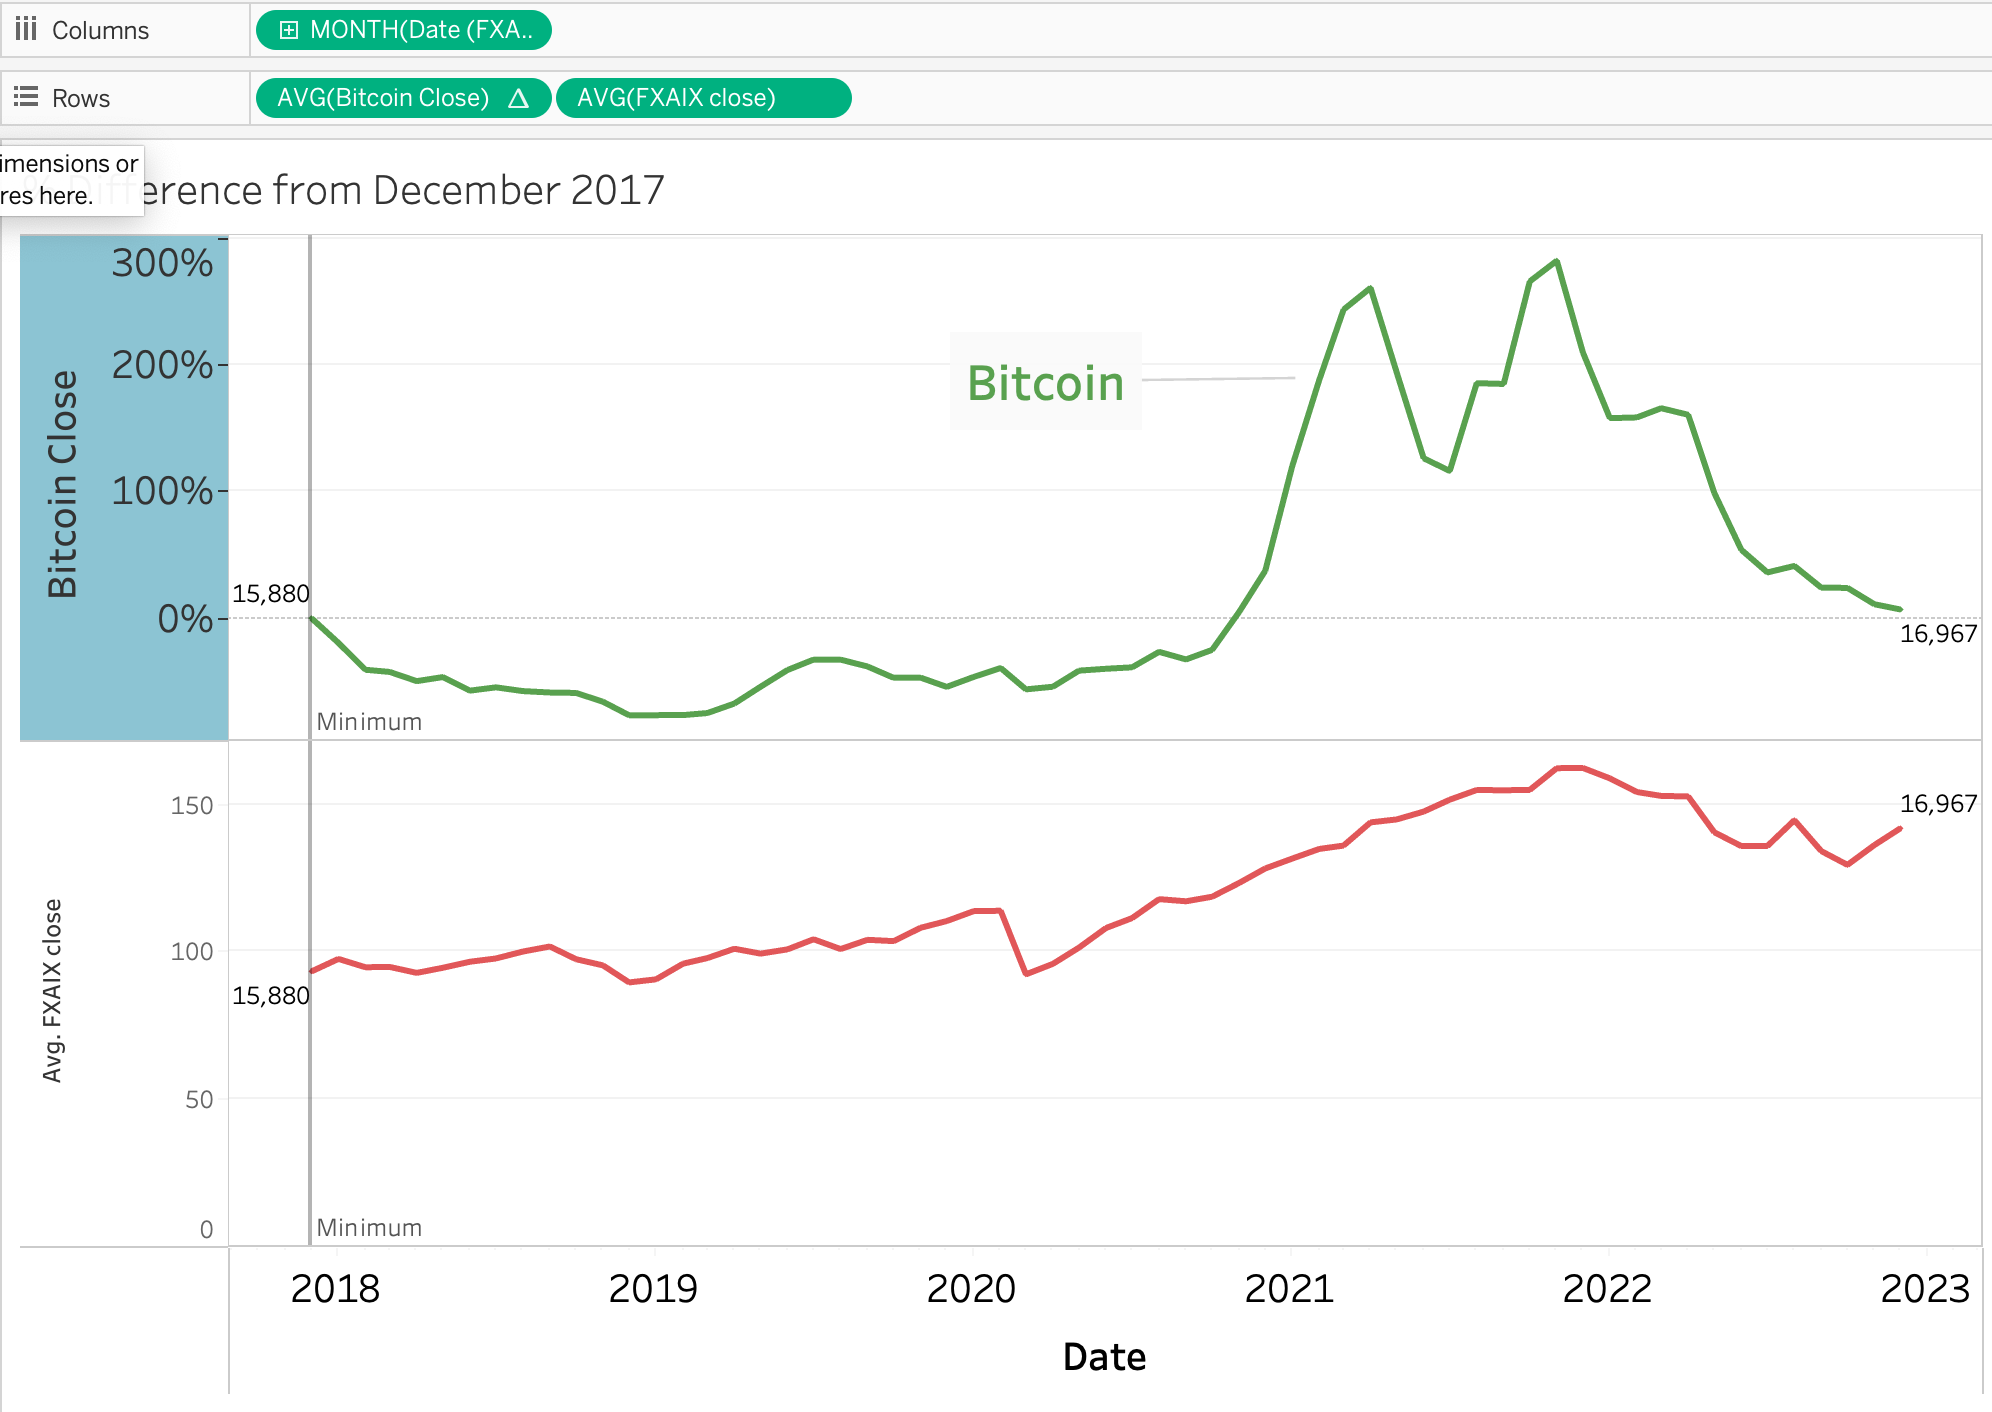 Columns
MONTH(Date (FXA..
Rows
AVG(Bitcoin Close) Δ
AVG(FXAIX close)
imensions or
res here.
% Difference from December 2017
Bitcoin Close
300%
200%
100%
0%
Bitcoin
15,880
16,967
Minimum
Avg. FXAIX close
150
100
50
0
16,967
15,880
Minimum
2018 2019 2020 2021 2022 2023
Date